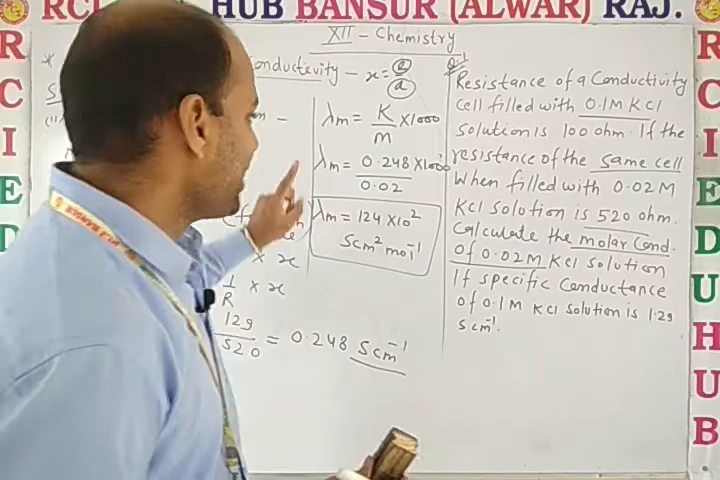 RCI HUB BANSUR (ALWAR) RAJ.
XII - Chemistry
Conductevity - x = (l/a)
λm = K/m × 1000
λm = 0.248 × 1000 / 0.02
λm = 124 × 10²
Scm² mol⁻¹
× x
1/R × x
129/520 = 0.248 S cm⁻¹
Resistance of a Conductivity
Cell filled with 0.1M KCl
Solution is 100 ohm. If the
resistance of the same cell
When filled with 0.02 M
KCl solution is 520 ohm.
Calculate the molar Cond.
of 0.02M KCl solution
If specific Conductance
of 0.1M KCl solution is 1.29
S cm⁻¹.
R
C
I
E
D
R
C
I
E
D
U
H
U
B